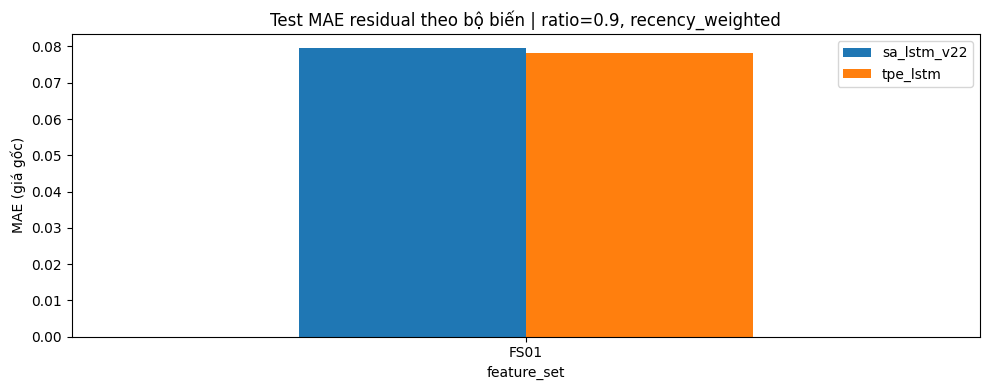 Test MAE residual theo bộ biến | ratio=0.9, recency_weighted
sa_lstm_v22
tpe_lstm
MAE (giá gốc)
0.08
0.07
0.06
0.05
0.04
0.03
0.02
0.01
0.00
FS01
feature_set